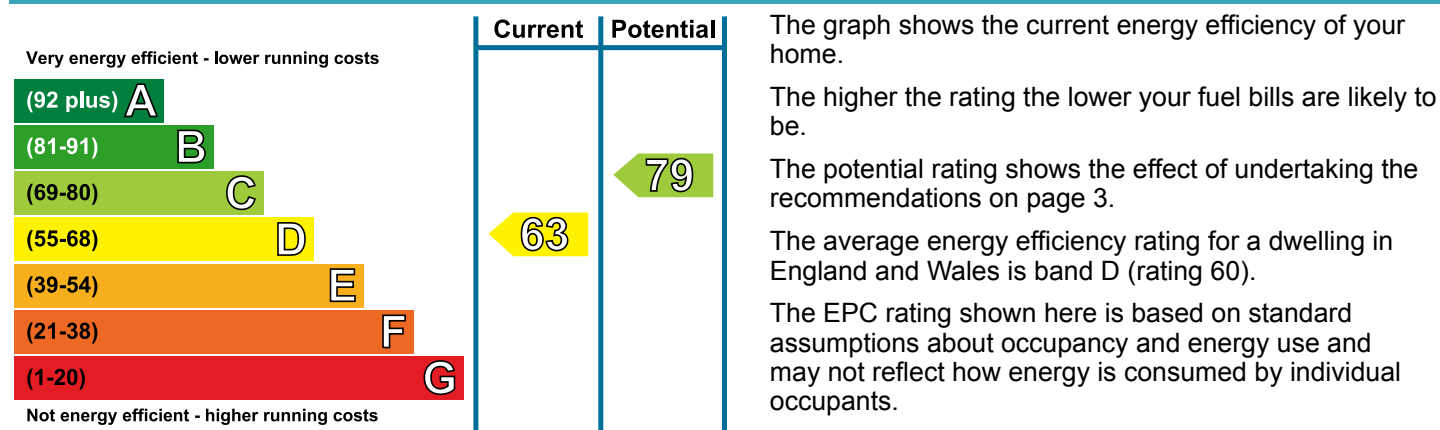 Current Potential
Very energy efficient - lower running costs
(92 plus) A
(81-91) B
(69-80) C
79
(55-68) D
63
(39-54) E
(21-38) F
(1-20) G
Not energy efficient - higher running costs
The graph shows the current energy efficiency of your
home.
The higher the rating the lower your fuel bills are likely to
be.
The potential rating shows the effect of undertaking the
recommendations on page 3.
The average energy efficiency rating for a dwelling in
England and Wales is band D (rating 60).
The EPC rating shown here is based on standard
assumptions about occupancy and energy use and
may not reflect how energy is consumed by individual
occupants.